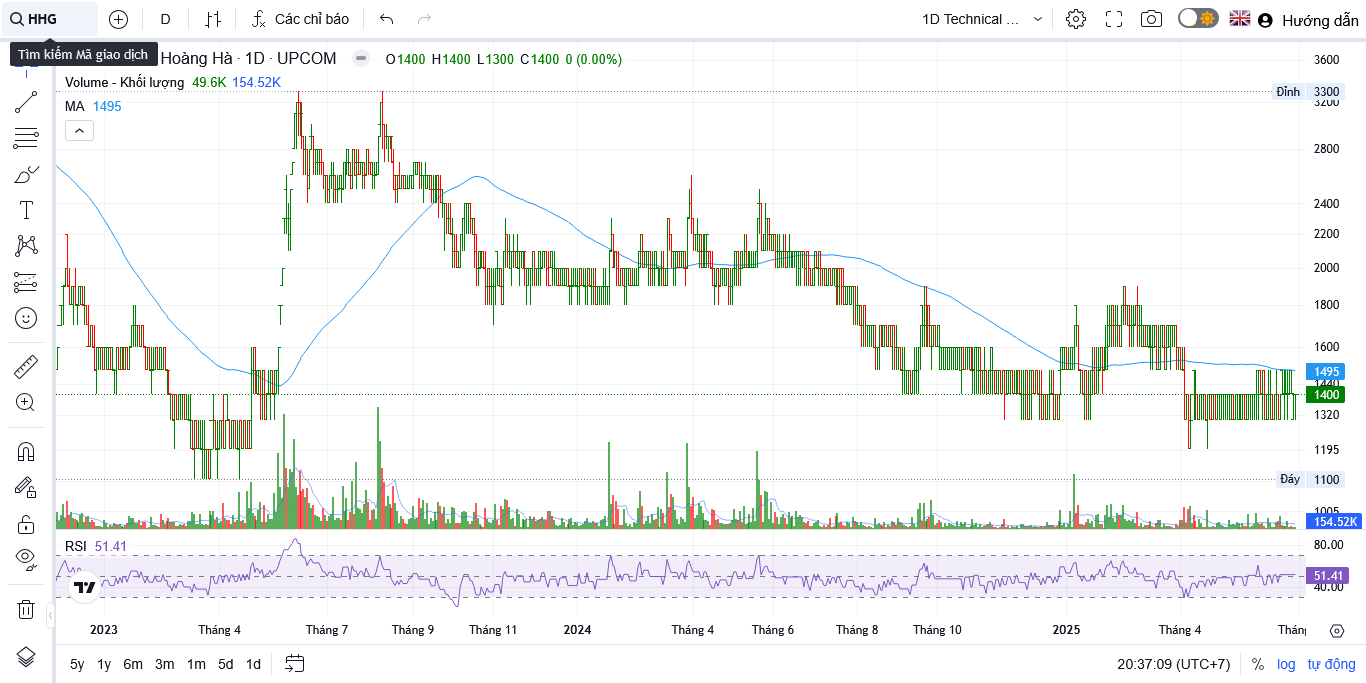 HHG
D
Các chỉ báo
1D Technical ...
Hướng dẫn
Tìm kiếm Mã giao dịch
Hoàng Hà · 1D · UPCOM
O1400 H1400 L1300 C1400 0 (0.00%)
Volume - Khối lượng 49.6K 154.52K
MA 1495
3600
Đỉnh 3300
3200
2800
2400
2200
2000
1800
1600
1495
1440
1400
1320
1195
Đáy 1100
1005
154.52K
RSI 51.41
80.00
51.41
40.00
2023 Tháng 4 Tháng 7 Tháng 9 Tháng 11 2024 Tháng 4 Tháng 6 Tháng 8 Tháng 10 2025 Tháng 4 Tháng
5y 1y 6m 3m 1m 5d 1d
20:37:09 (UTC+7) % log tự động